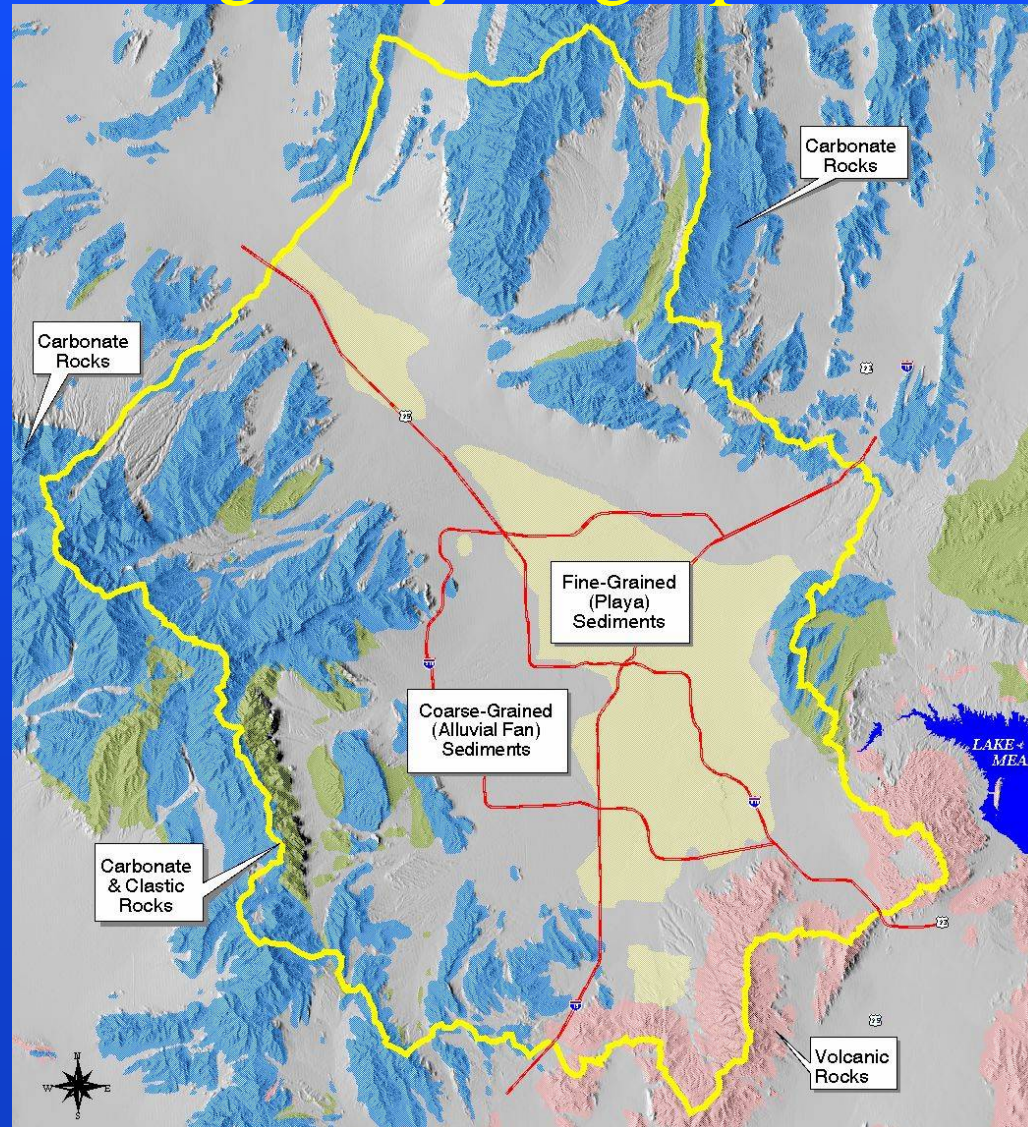 Carbonate
Rocks
Carbonate
Rocks
Fine-Grained
(Playa)
Sediments
Coarse-Grained
(Alluvial Fan)
Sediments
LAKE
MEA
Carbonate
& Clastic
Rocks
Volcanic
Rocks
N
W
E
S